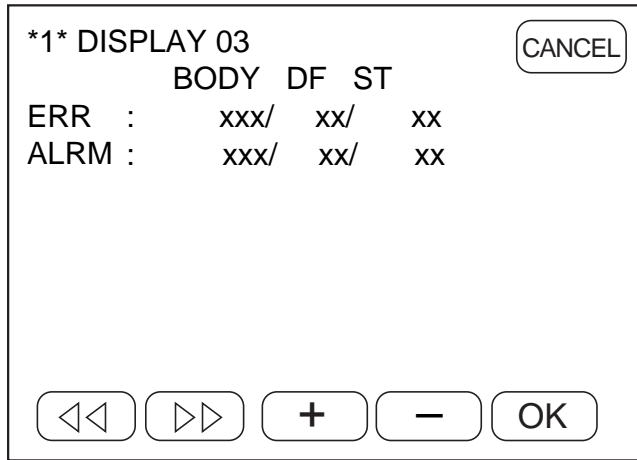 *1* DISPLAY 03 CANCEL
BODY DF ST
ERR : xxx/ xx/ xx
ALRM : xxx/ xx/ xx
+ − OK